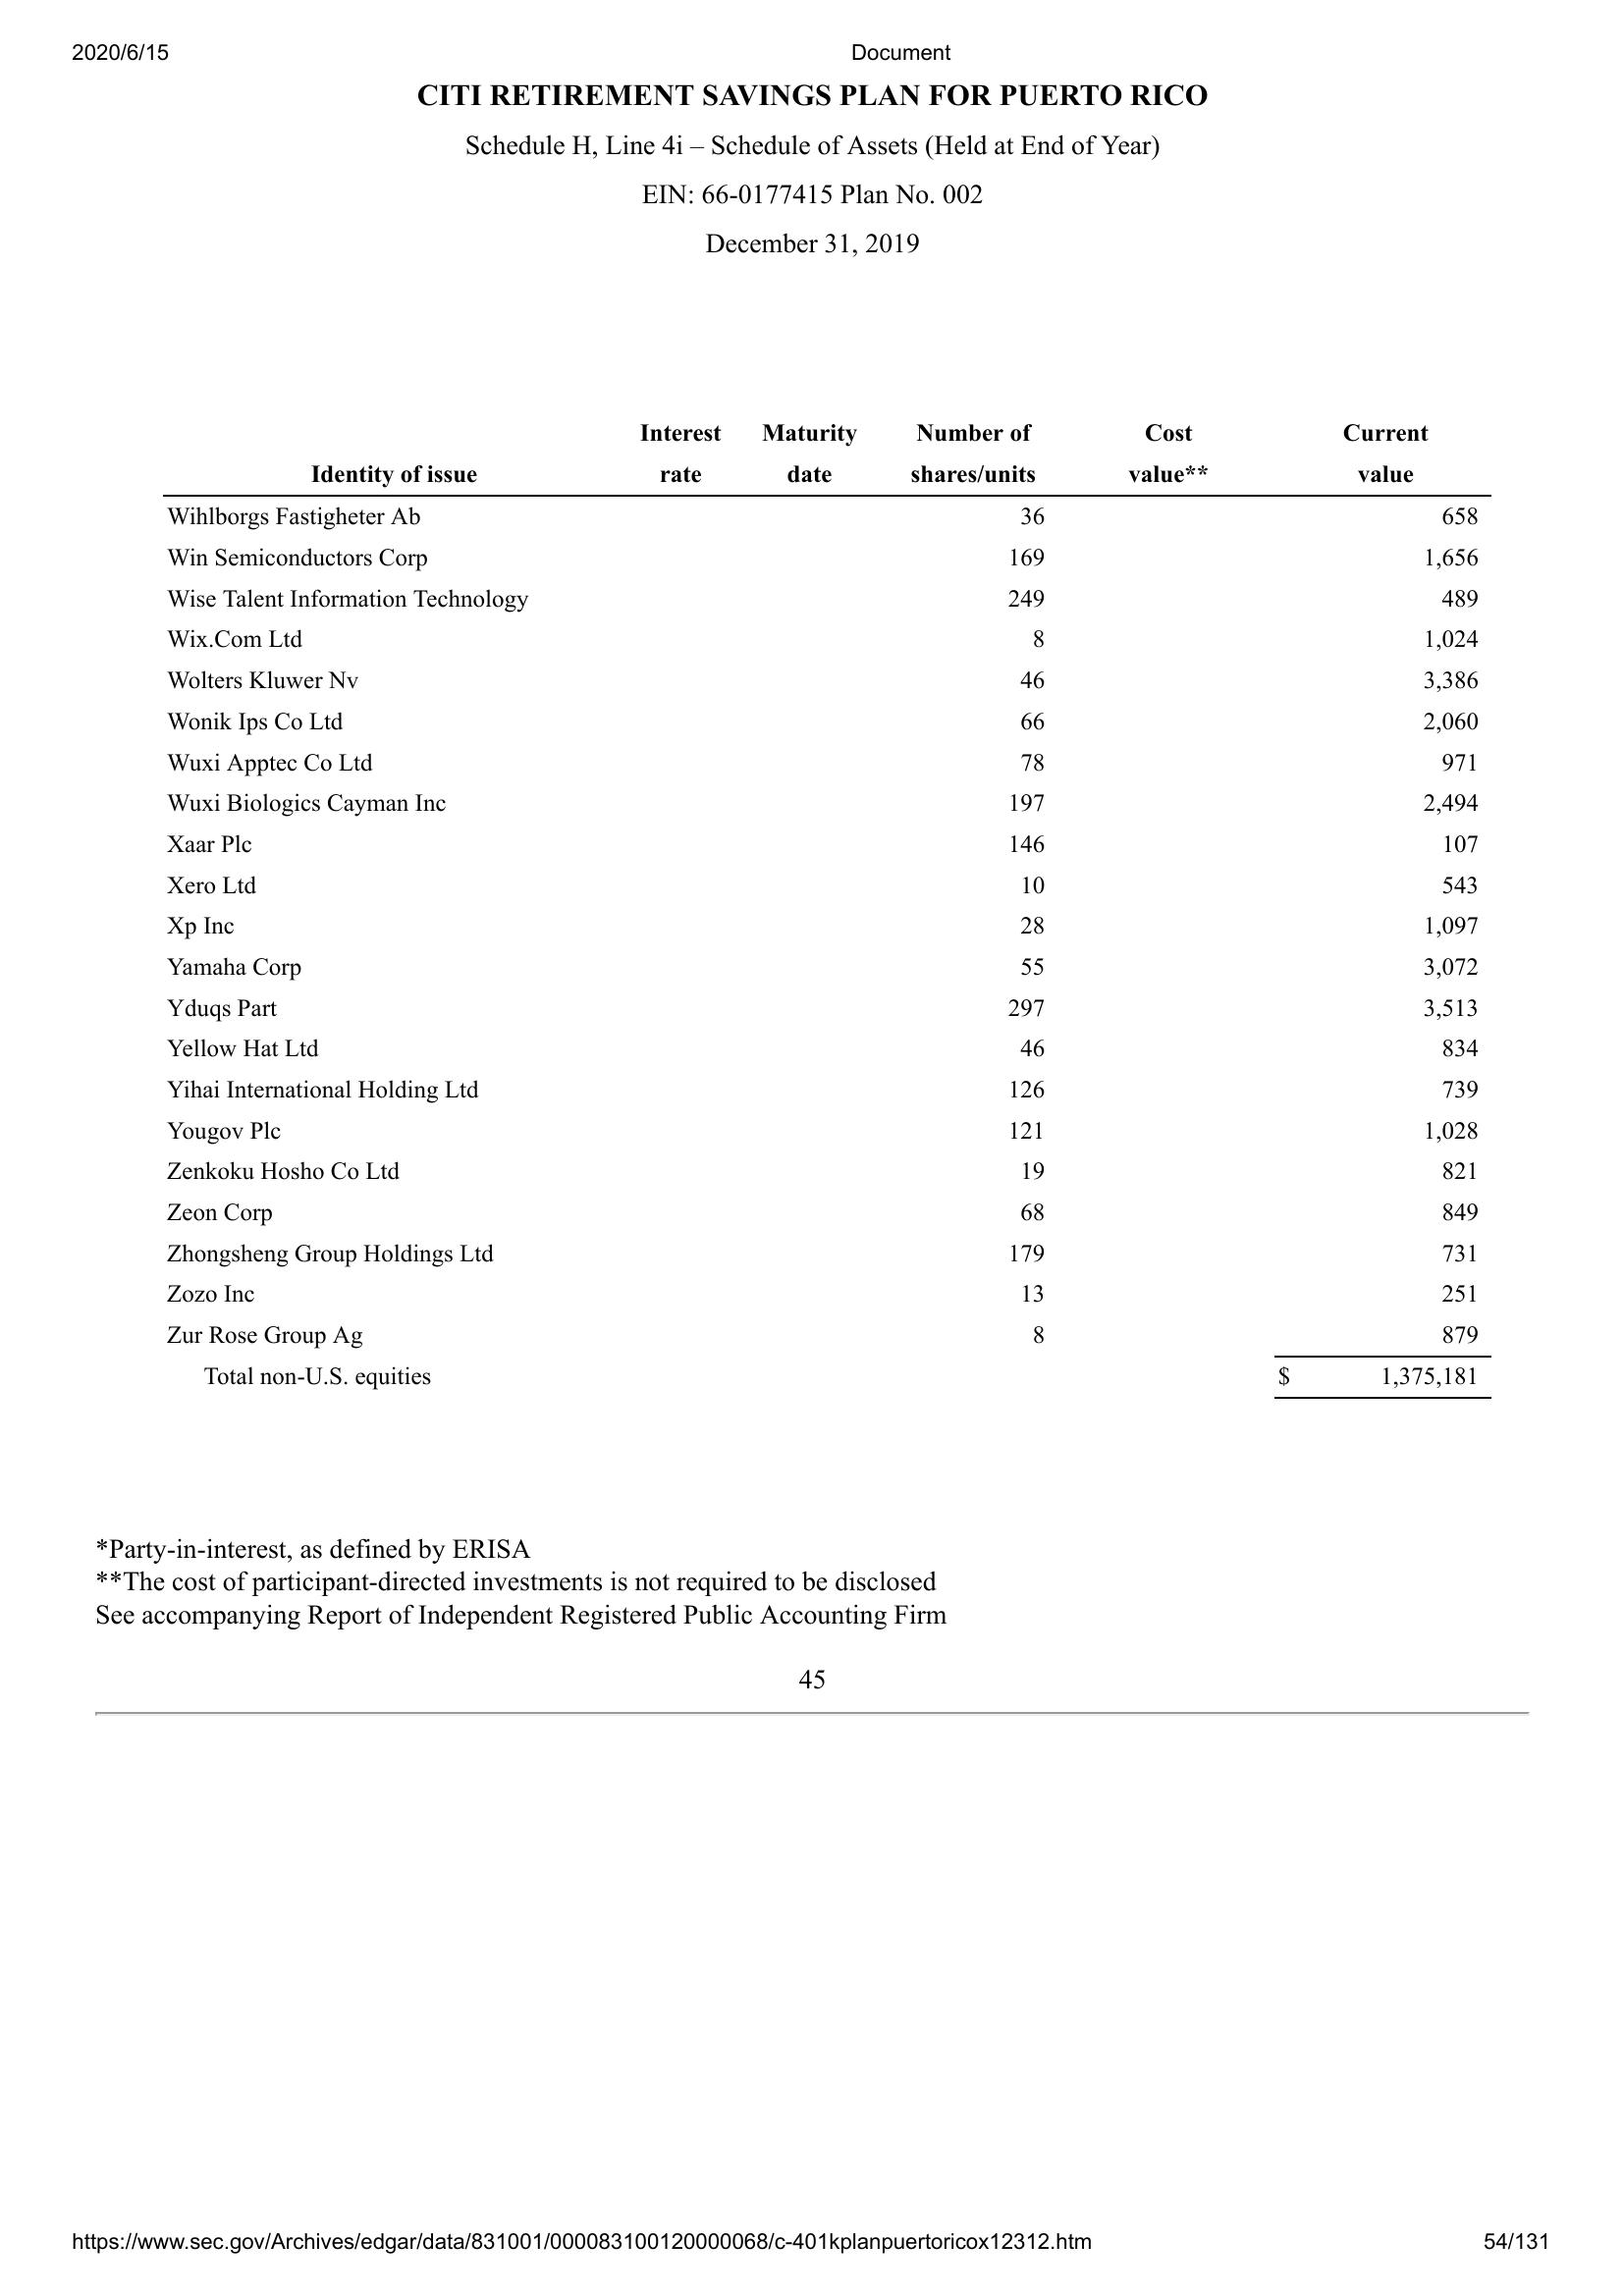 2020/6/15 Document
CITI RETIREMENT SAVINGS PLAN FOR PUERTO RICO
Schedule H, Line 4i – Schedule of Assets (Held at End of Year)
EIN: 66-0177415 Plan No. 002
December 31, 2019
Interest Maturity Number of Cost Current
Identity of issue rate date shares/units value** value
Wihlborgs Fastigheter Ab 36 658
Win Semiconductors Corp 169 1,656
Wise Talent Information Technology 249 489
Wix.Com Ltd 8 1,024
Wolters Kluwer Nv 46 3,386
Wonik Ips Co Ltd 66 2,060
Wuxi Apptec Co Ltd 78 971
Wuxi Biologics Cayman Inc 197 2,494
Xaar Plc 146 107
Xero Ltd 10 543
Xp Inc 28 1,097
Yamaha Corp 55 3,072
Yduqs Part 297 3,513
Yellow Hat Ltd 46 834
Yihai International Holding Ltd 126 739
Yougov Plc 121 1,028
Zenkoku Hosho Co Ltd 19 821
Zeon Corp 68 849
Zhongsheng Group Holdings Ltd 179 731
Zozo Inc 13 251
Zur Rose Group Ag 8 879
Total non-U.S. equities $ 1,375,181
*Party-in-interest, as defined by ERISA
**The cost of participant-directed investments is not required to be disclosed
See accompanying Report of Independent Registered Public Accounting Firm
45
https://www.sec.gov/Archives/edgar/data/831001/000083100120000068/c-401kplanpuertoricox12312.htm 54/131